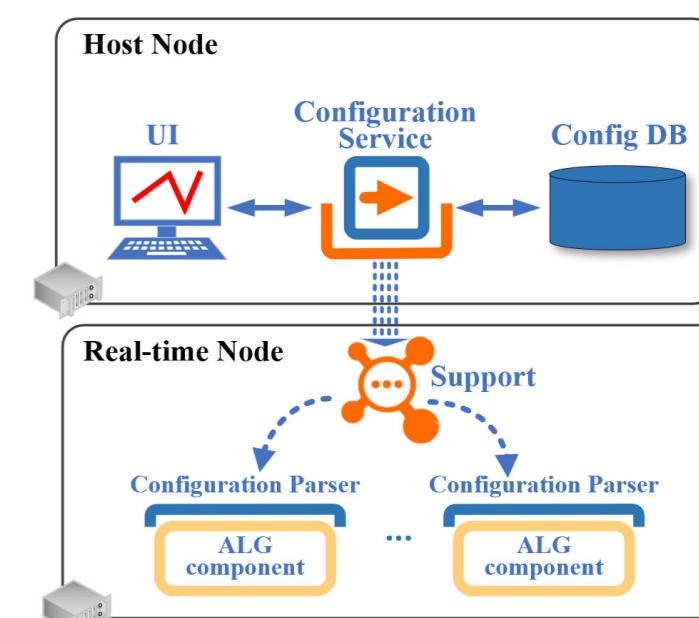 Host Node
UI
Configuration
Service
Config DB
Real-time Node
Support
Configuration Parser
Configuration Parser
ALG
component
...
ALG
component